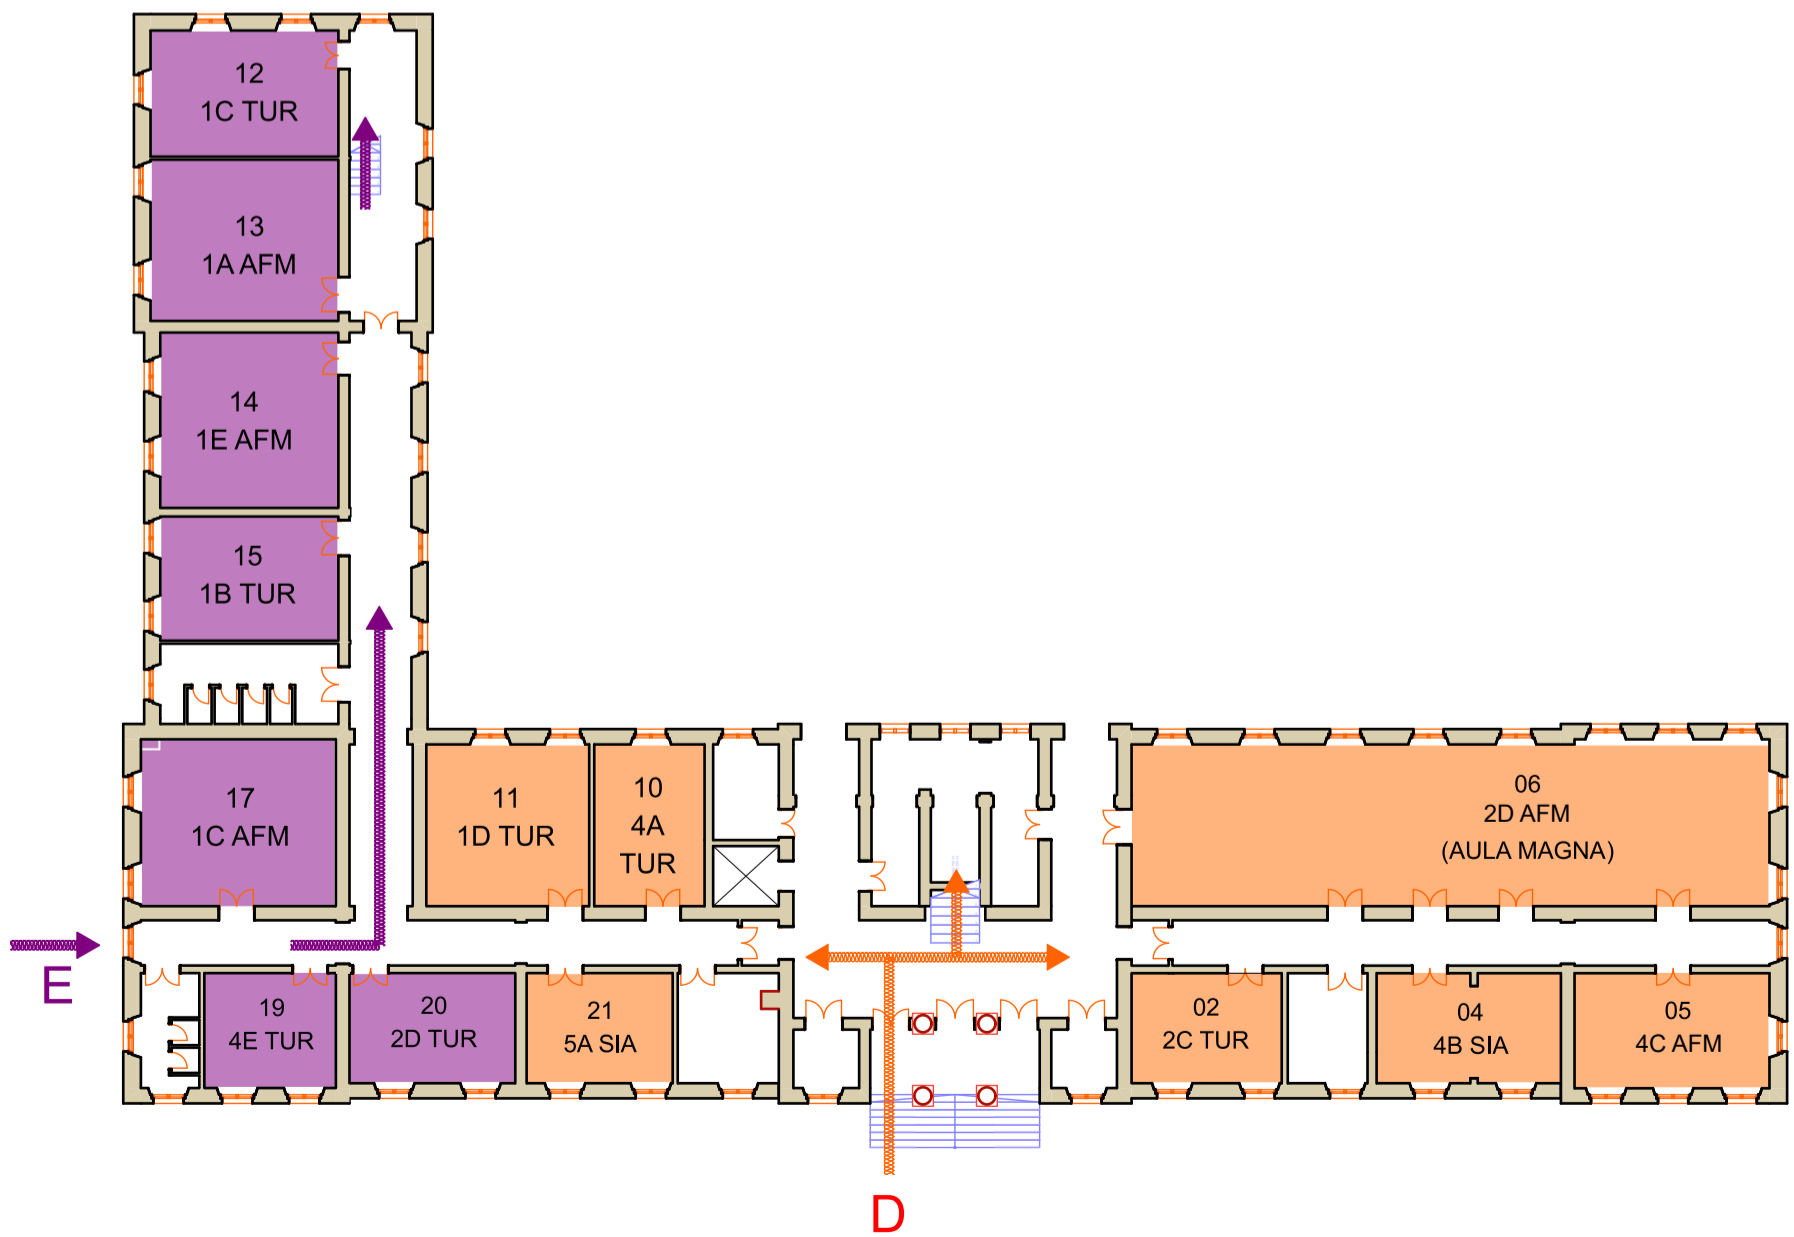 12
1C TUR
13
1A AFM
14
1E AFM
15
1B TUR
17
1C AFM
11
1D TUR
10
4A
TUR
06
2D AFM
(AULA MAGNA)
E
19
4E TUR
20
2D TUR
21
5A SIA
02
2C TUR
04
4B SIA
05
4C AFM
D